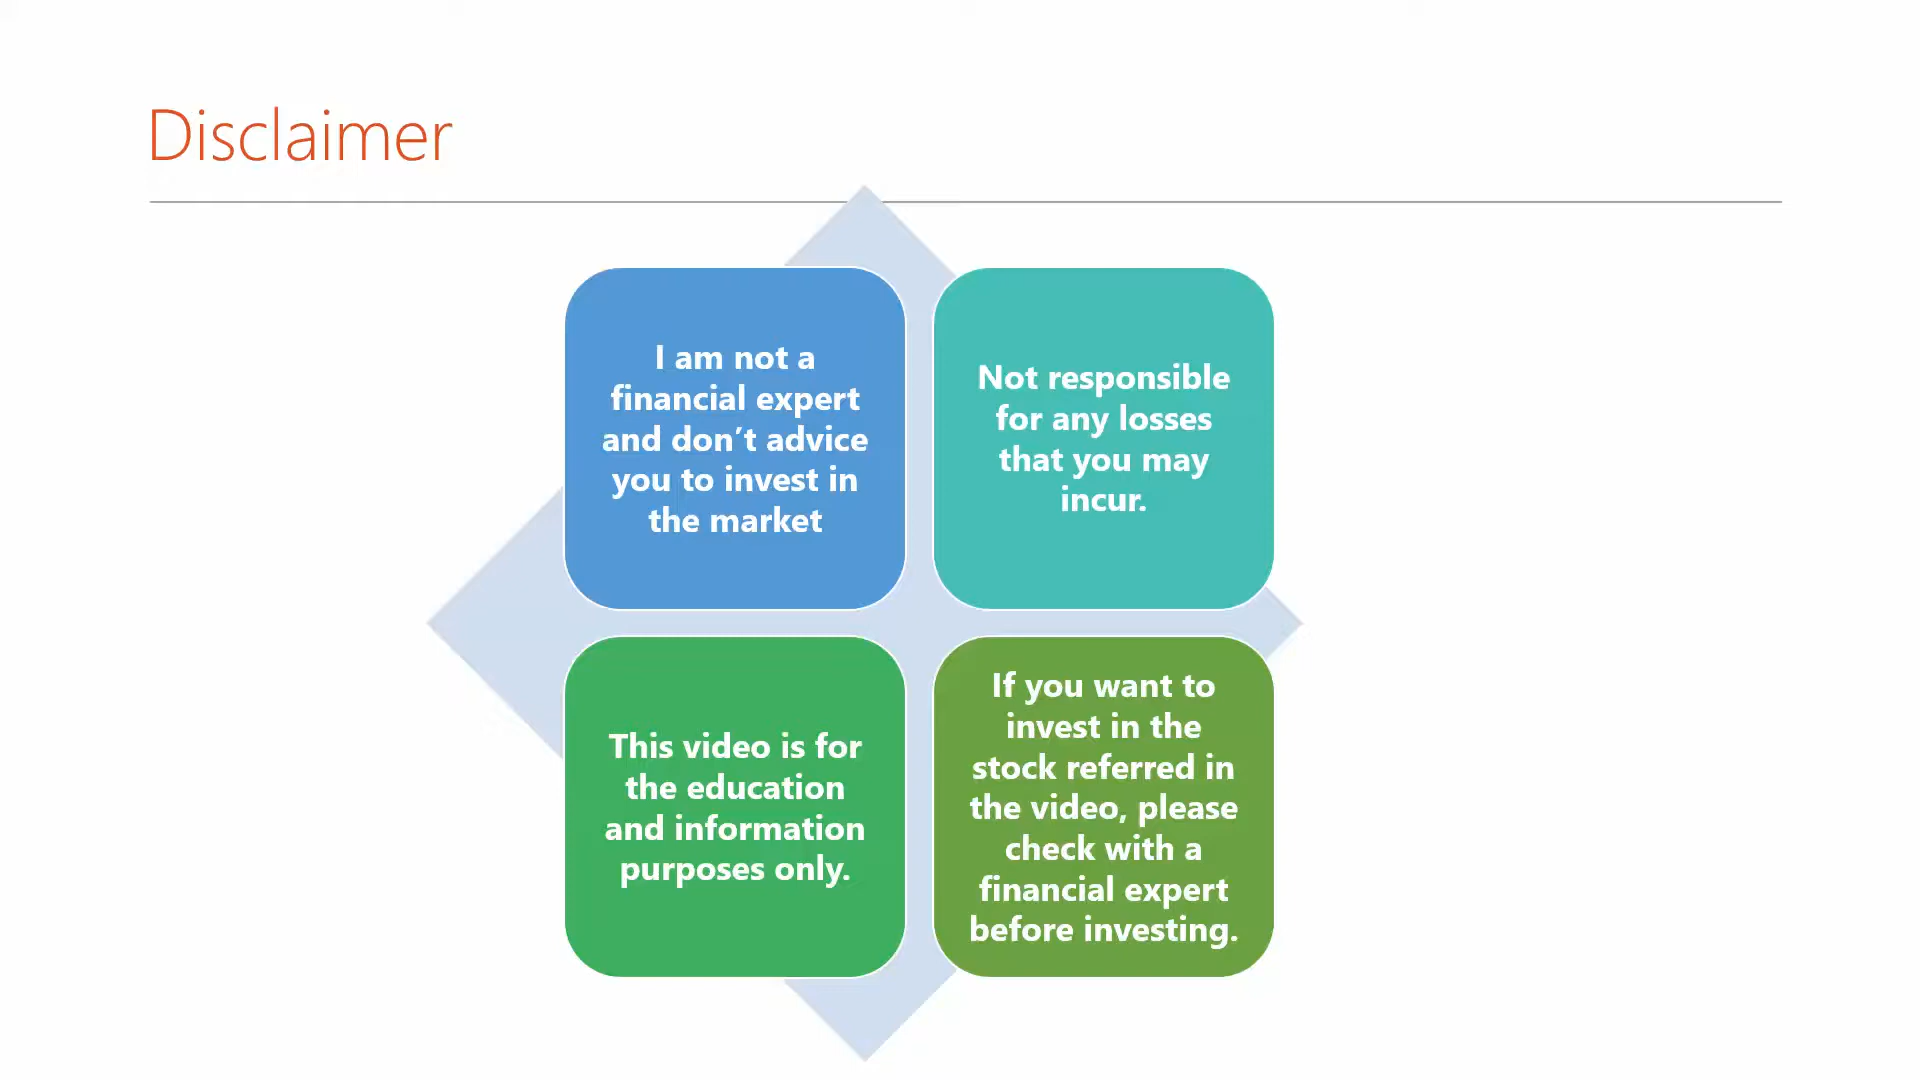 Disclaimer
I am not a
financial expert
and don’t advice
you to invest in
the market
Not responsible
for any losses
that you may
incur.
This video is for
the education
and information
purposes only.
If you want to
invest in the
stock referred in
the video, please
check with a
financial expert
before investing.